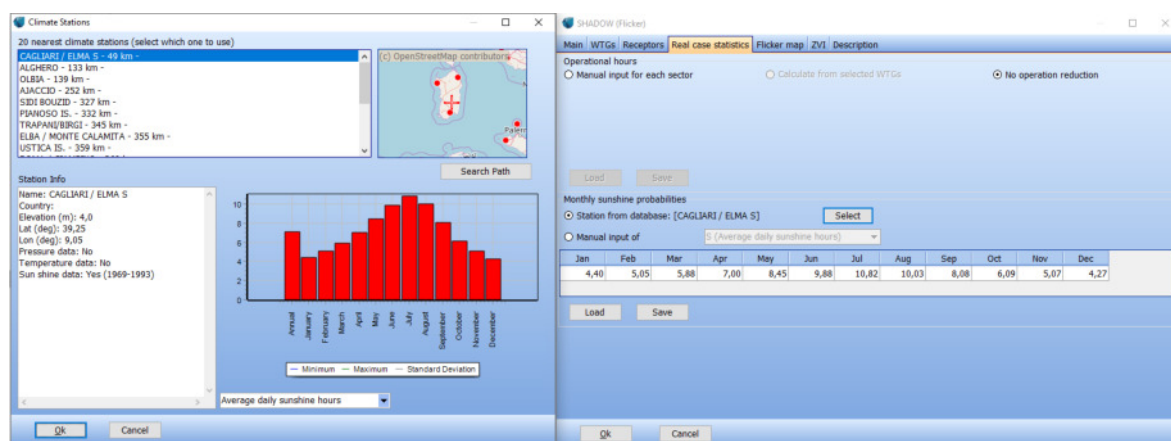 Climate Stations
20 nearest climate stations (select which one to use)
CAGLIARI / ELMA S - 49 km -
ALGHERO - 133 km -
OLBIA - 139 km -
AJACCIO - 252 km -
SIDI BOUZID - 327 km -
PIANOSO IS. - 332 km -
TRAPANI/BIRGI - 345 km -
ELBA / MONTE CALAMITA - 355 km -
USTICA IS. - 359 km -
(c) OpenStreetMap contributors
Palerm
Search Path
Station Info
Name: CAGLIARI / ELMA S
Country:
Elevation (m): 4,0
Lat (deg): 39,25
Lon (deg): 9,05
Pressure data: No
Temperature data: No
Sun shine data: Yes (1969-1993)
10
8
6
4
2
0
Annual
January
February
March
April
May
June
July
August
September
October
November
December
Minimum Maximum Standard Deviation
Average daily sunshine hours
Ok Cancel
SHADOW (Flicker)
Main WTGs Receptors Real case statistics Flicker map ZVI Description
Operational hours
Manual input for each sector Calculate from selected WTGs No operation reduction
Load Save
Monthly sunshine probabilities
Station from database: [CAGLIARI / ELMA S] Select
Manual input of S (Average daily sunshine hours)
Jan Feb Mar Apr May Jun Jul Aug Sep Oct Nov Dec
4,40 5,05 5,88 7,00 8,45 9,88 10,82 10,03 8,08 6,09 5,07 4,27
Load Save
Ok Cancel